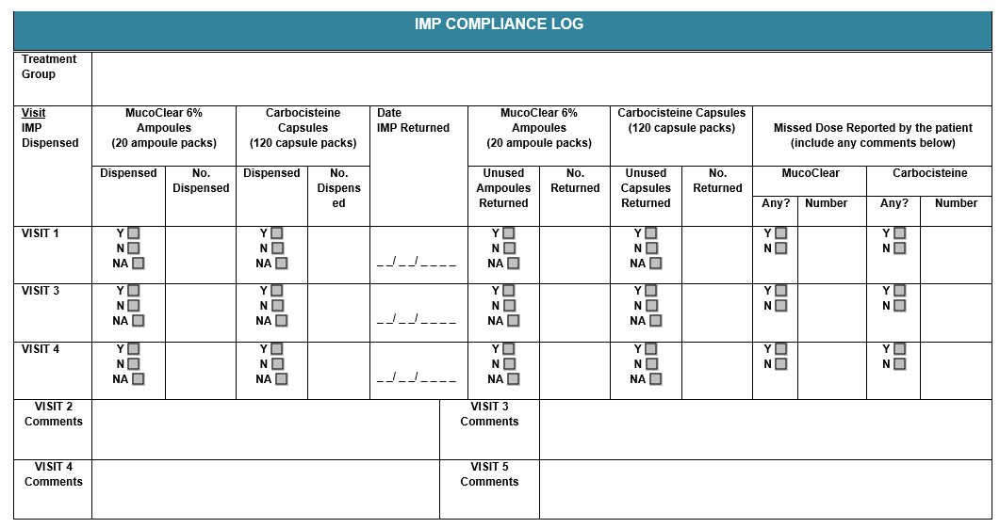 IMP COMPLIANCE LOG
Treatment
Group
Visit
IMP
Dispensed
MucoClear 6%
Ampoules
(20 ampoule packs)
Carbocisteine
Capsules
(120 capsule packs)
Date
IMP Returned
MucoClear 6%
Ampoules
(20 ampoule packs)
Carbocisteine Capsules
(120 capsule packs)
Missed Dose Reported by the patient
(include any comments below)
Dispensed
No.
Dispensed
Dispensed
No.
Dispens
ed
Unused
Ampoules
Returned
No.
Returned
Unused
Capsules
Returned
No.
Returned
MucoClear
Carbocisteine
Any?
Number
Any?
Number
VISIT 1
Y
N
NA
Y
N
NA
_ _/ _ _/ _ _ _ _
Y
N
NA
Y
N
NA
Y
N
Y
N
VISIT 3
Y
N
NA
Y
N
NA
_ _/ _ _/ _ _ _ _
Y
N
NA
Y
N
NA
Y
N
Y
N
VISIT 4
Y
N
NA
Y
N
NA
_ _/ _ _/ _ _ _ _
Y
N
NA
Y
N
NA
Y
N
Y
N
VISIT 2
Comments
VISIT 3
Comments
VISIT 4
Comments
VISIT 5
Comments